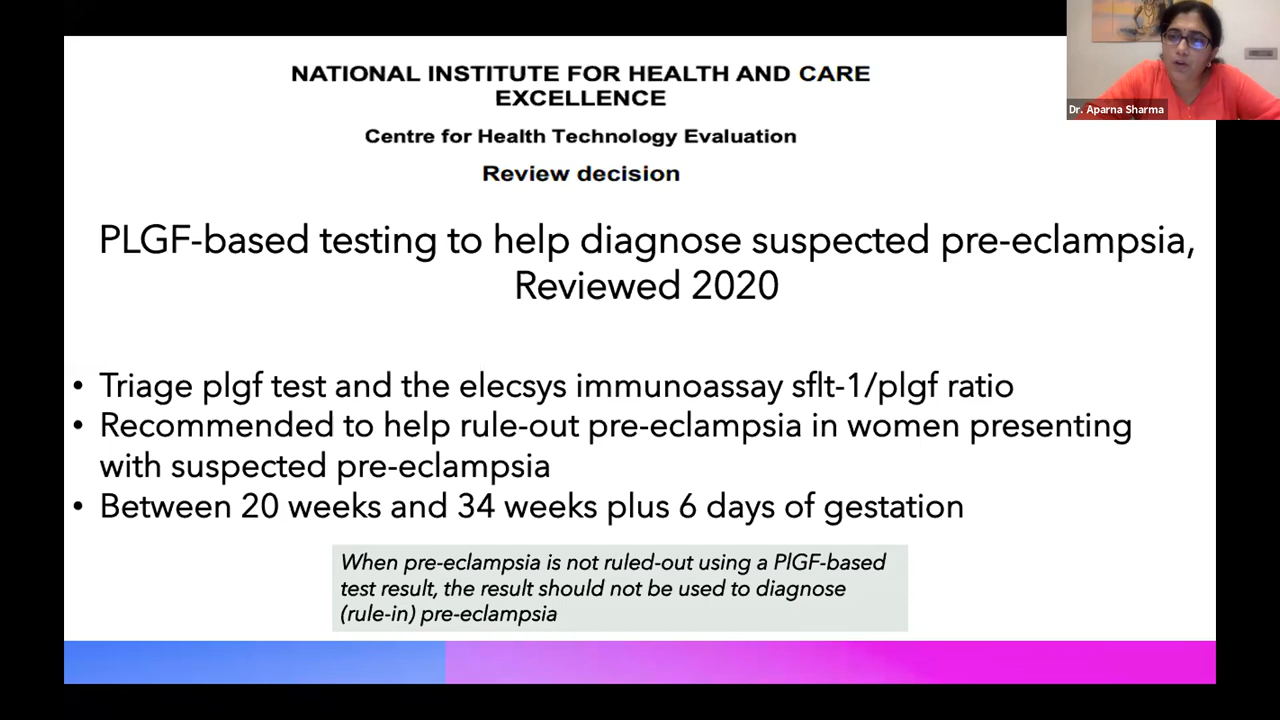 NATIONAL INSTITUTE FOR HEALTH AND CARE
EXCELLENCE
Centre for Health Technology Evaluation
Review decision
Dr. Aparna Sharma
PLGF-based testing to help diagnose suspected pre-eclampsia,
Reviewed 2020
• Triage plgf test and the elecsys immunoassay sflt-1/plgf ratio
• Recommended to help rule-out pre-eclampsia in women presenting
with suspected pre-eclampsia
• Between 20 weeks and 34 weeks plus 6 days of gestation
When pre-eclampsia is not ruled-out using a PlGF-based
test result, the result should not be used to diagnose
(rule-in) pre-eclampsia